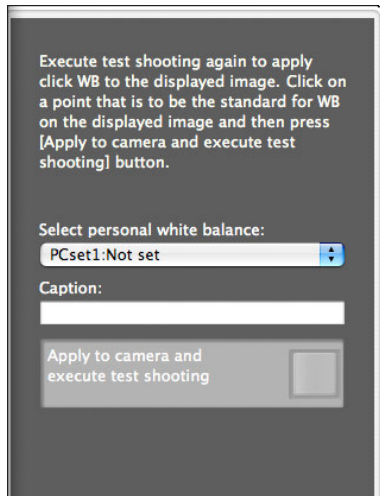 Execute test shooting again to apply
click WB to the displayed image. Click on
a point that is to be the standard for WB
on the displayed image and then press
[Apply to camera and execute test
shooting] button.
Select personal white balance:
PCset1:Not set
Caption:
Apply to camera and
execute test shooting